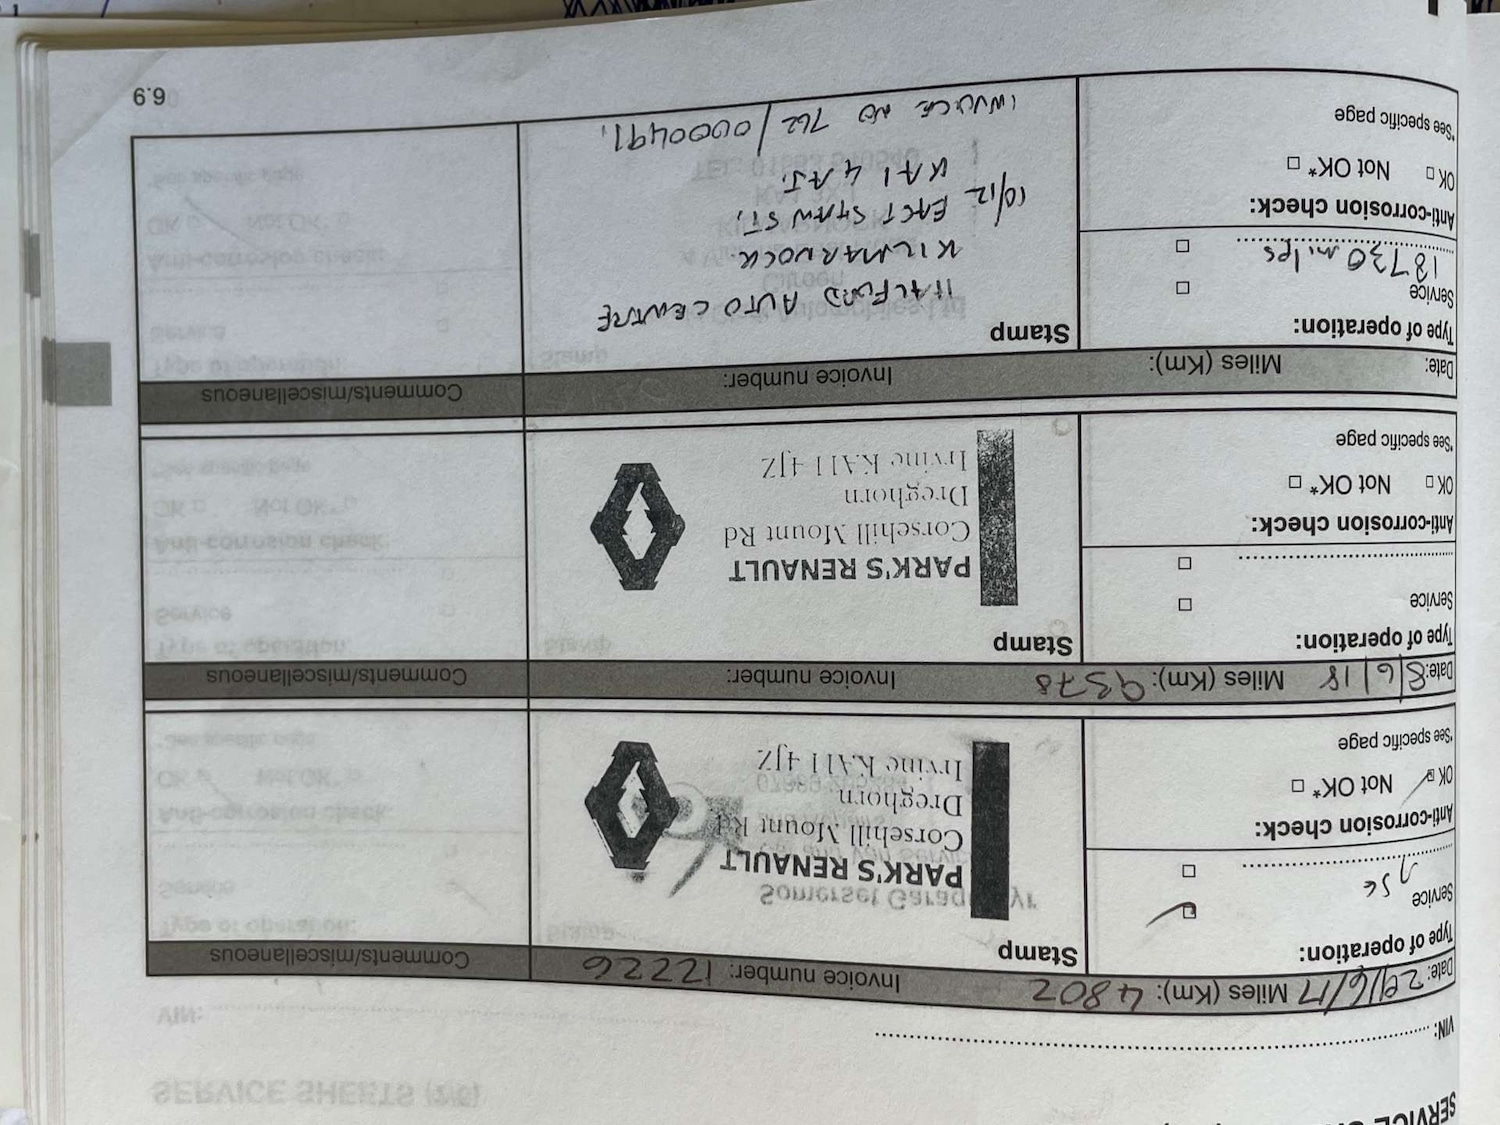 VIN:
Date: 29/6/17 Miles (Km): 4802 Invoice number: 12226 Comments/miscellaneous
Type of operation:
Service
1st
Anti-corrosion check:
OK Not OK*
*See specific page
Stamp
PARK'S RENAULT
Corsehill Mount Rd
Dreghorn
Irvine KA11 4JZ
Date: 8/6/18 Miles (Km): 9378 Invoice number: Comments/miscellaneous
Type of operation:
Service
Anti-corrosion check:
OK Not OK*
*See specific page
Stamp
PARK'S RENAULT
Corsehill Mount Rd
Dreghorn
Irvine KA11 4JZ
Date: Miles (Km): Invoice number: Comments/miscellaneous
Type of operation:
Service
18730 miles
Anti-corrosion check:
OK Not OK*
*See specific page
Stamp
HALFORD AUTO CENTRE
KILMARNOCK.
10/12 EAST SHAW ST,
KA1 4AJ.
INVOICE NO 762/0000491,
6.9